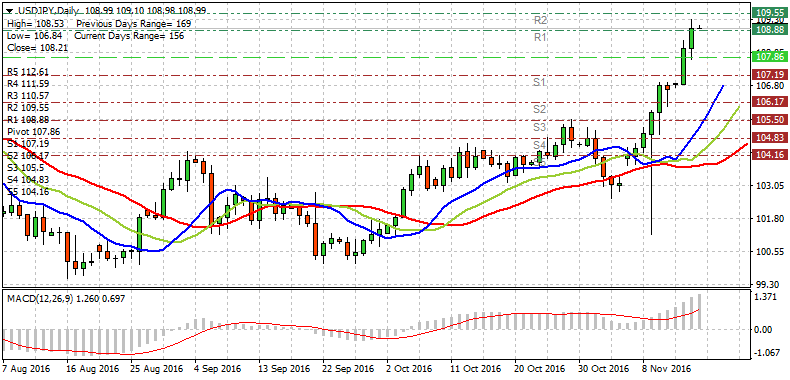 USDJPY,Daily 108.99 109.10 108.98 108.99
High= 108.53 Previous Days Range= 169
Low= 106.84 Current Days Range= 156
Close= 108.21
R5 112.61
R4 111.59
R3 110.57
R2 109.55
R1 108.88
Pivot 107.86
S1 107.19
S2 106.17
S3 105.5
S4 104.83
S5 104.16
R2
R1
S1
S2
S3
S4
109.55
109.30
108.88
107.86
107.19
106.17
105.50
104.83
104.16
103.05
101.80
100.55
99.30
MACD(12,26,9) 1.260 0.697
1.371
0.00
-1.067
7 Aug 2016
16 Aug 2016
25 Aug 2016
4 Sep 2016
13 Sep 2016
22 Sep 2016
2 Oct 2016
11 Oct 2016
20 Oct 2016
30 Oct 2016
8 Nov 2016